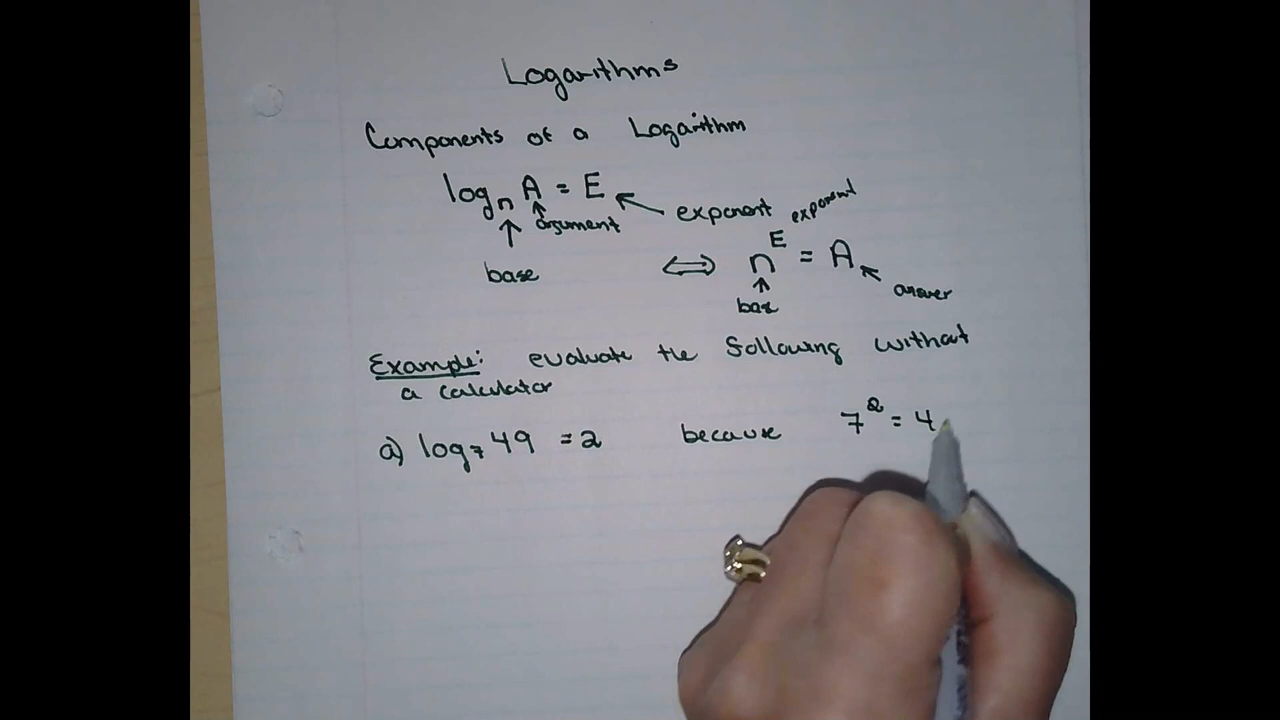 Logarithms
Components of a Logarithm
logₙ A = E
exponent
argument
base
exponent
⇔ nᴱ = A
base
answer
Example: evaluate the following without
a calculator
a) log₇ 49 = 2 because 7² = 4